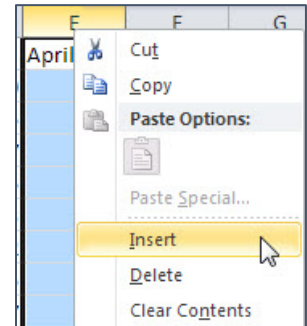 E F G
April
Cut
Copy
Paste Options:
Paste Special...
Insert
Delete
Clear Contents